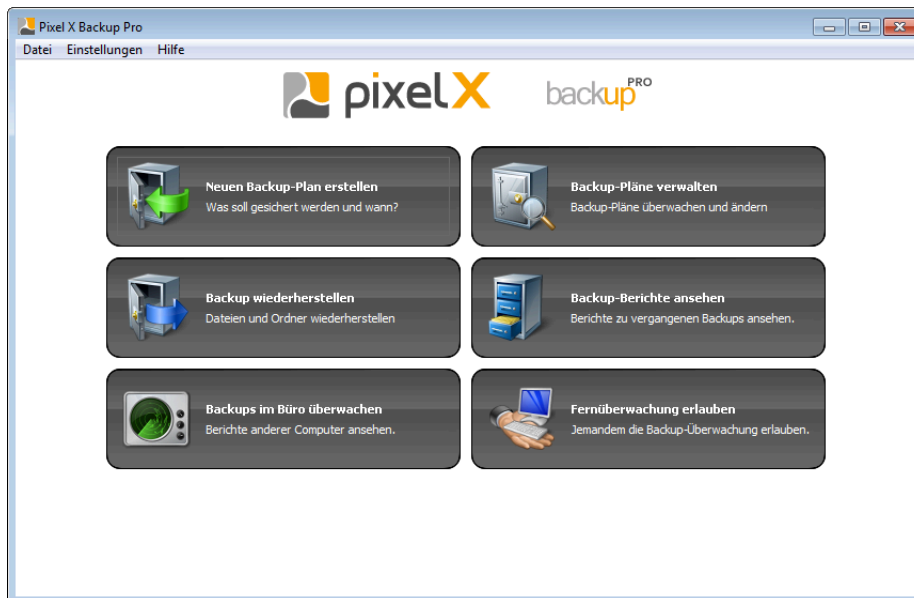 Pixel X Backup Pro
Datei Einstellungen Hilfe
pixelX backup PRO
Neuen Backup-Plan erstellen
Was soll gesichert werden und wann?
Backup-Pläne verwalten
Backup-Pläne überwachen und ändern
Backup wiederherstellen
Dateien und Ordner wiederherstellen
Backup-Berichte ansehen
Berichte zu vergangenen Backups ansehen.
Backups im Büro überwachen
Berichte anderer Computer ansehen.
Fernüberwachung erlauben
Jemandem die Backup-Überwachung erlauben.